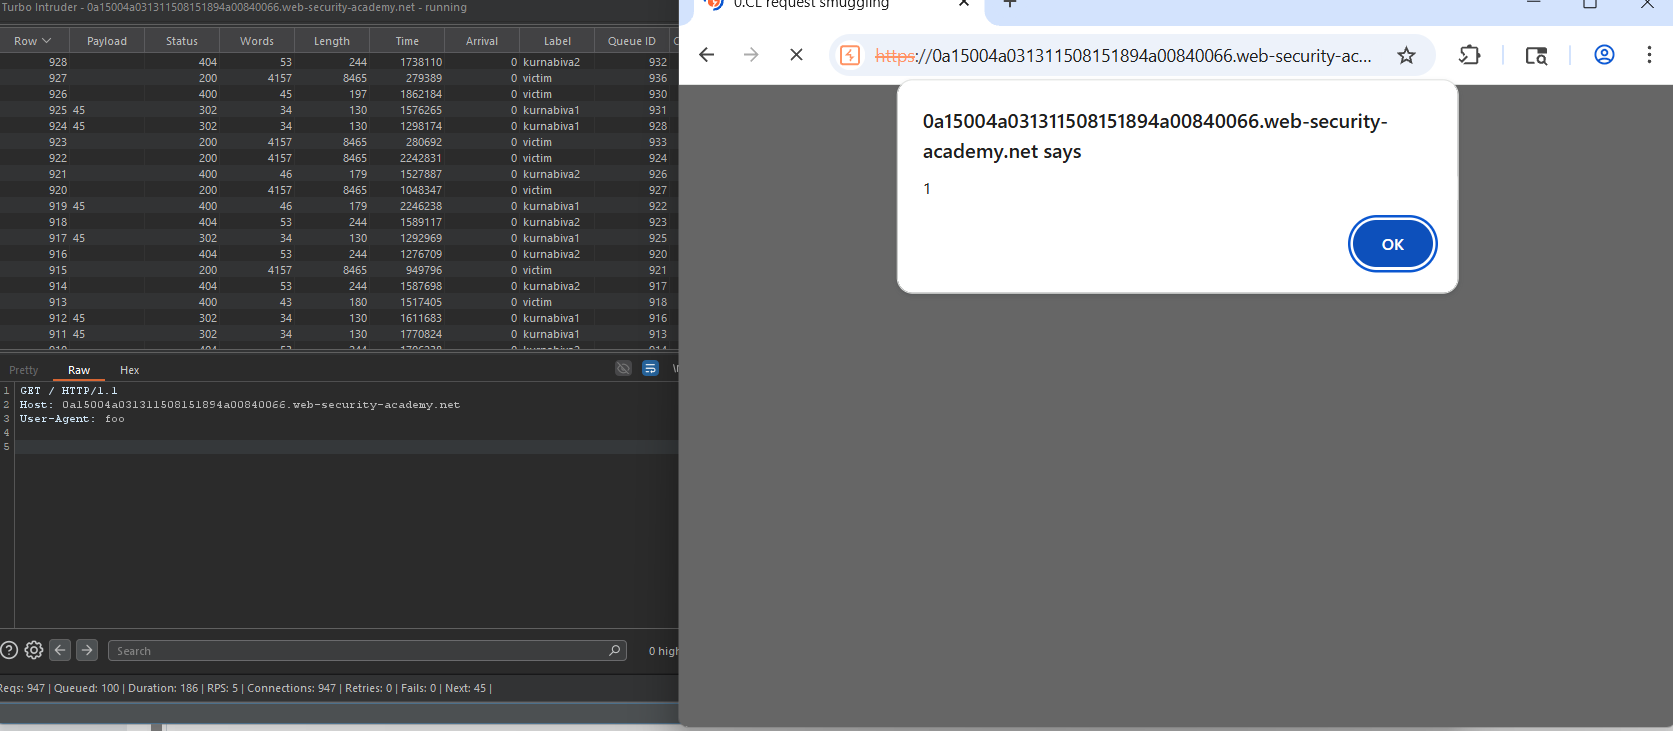 Turbo Intruder - 0a15004a031311508151894a00840066.web-security-academy.net - running
Row Payload Status Words Length Time Arrival Label Queue ID C
928 404 53 244 1738110 0 kurnabiva2 932
927 200 4157 8465 279389 0 victim 936
926 400 45 197 1862184 0 victim 930
925 45 302 34 130 1576265 0 kurnabiva1 931
924 45 302 34 130 1298174 0 kurnabiva1 928
923 200 4157 8465 280692 0 victim 933
922 200 4157 8465 2242831 0 victim 924
921 400 46 179 1527887 0 kurnabiva2 926
920 200 4157 8465 1048347 0 victim 927
919 45 400 46 179 2246238 0 kurnabiva1 922
918 404 53 244 1589117 0 kurnabiva2 923
917 45 302 34 130 1292969 0 kurnabiva1 925
916 404 53 244 1276709 0 kurnabiva2 920
915 200 4157 8465 949796 0 victim 921
914 404 53 244 1587698 0 kurnabiva2 917
913 400 43 180 1517405 0 victim 918
912 45 302 34 130 1611683 0 kurnabiva1 916
911 45 302 34 130 1770824 0 kurnabiva1 913
Pretty Raw Hex
1 GET / HTTP/1.1
2 Host: 0a15004a031311508151894a00840066.web-security-academy.net
3 User-Agent: foo
4
5
Search
0 high
Reqs: 947 | Queued: 100 | Duration: 186 | RPS: 5 | Connections: 947 | Retries: 0 | Fails: 0 | Next: 45 |
0.CL request smuggling
https://0a15004a031311508151894a00840066.web-security-ac...
0a15004a031311508151894a00840066.web-security-
academy.net says
1
OK